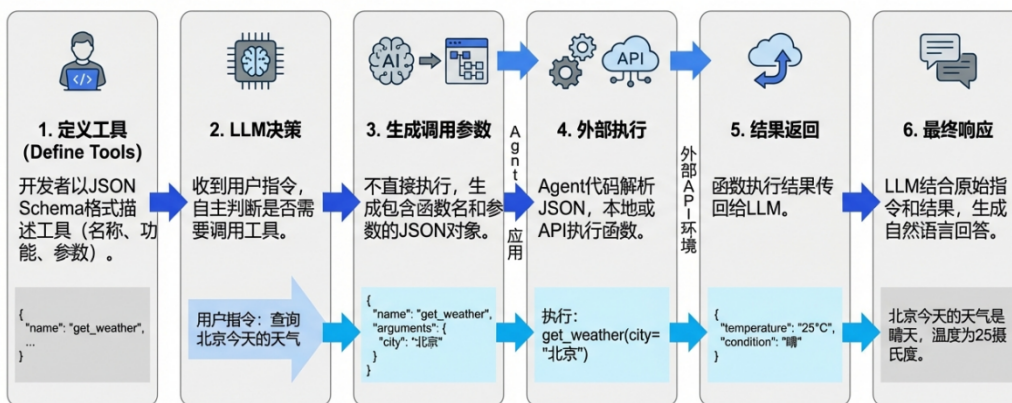 </>
AI
API
1. 定义工具
（Define Tools）
开发者以JSON
Schema格式描
述工具（名称、功
能、参数）。
{
"name": "get_weather",
...
}
2. LLM决策
收到用户指令，
自主判断是否需
要调用工具。
用户指令：查询
北京今天的天气
3. 生成调用参数
不直接执行，生
成包含函数名和参
数的JSON对象。
{
"name": "get_weather",
"arguments": {
"city": "北京"
}
}
Agnt 应用
4. 外部执行
Agent代码解析
JSON，本地或
API执行函数。
执行：
get_weather(city=
"北京")
外部API环境
5. 结果返回
函数执行结果传
回给LLM。
{
"temperature": "25°C",
"condition": "晴"
}
6. 最终响应
LLM结合原始指
令和结果，生成
自然语言回答。
北京今天的天气是
晴天，温度为25摄
氏度。